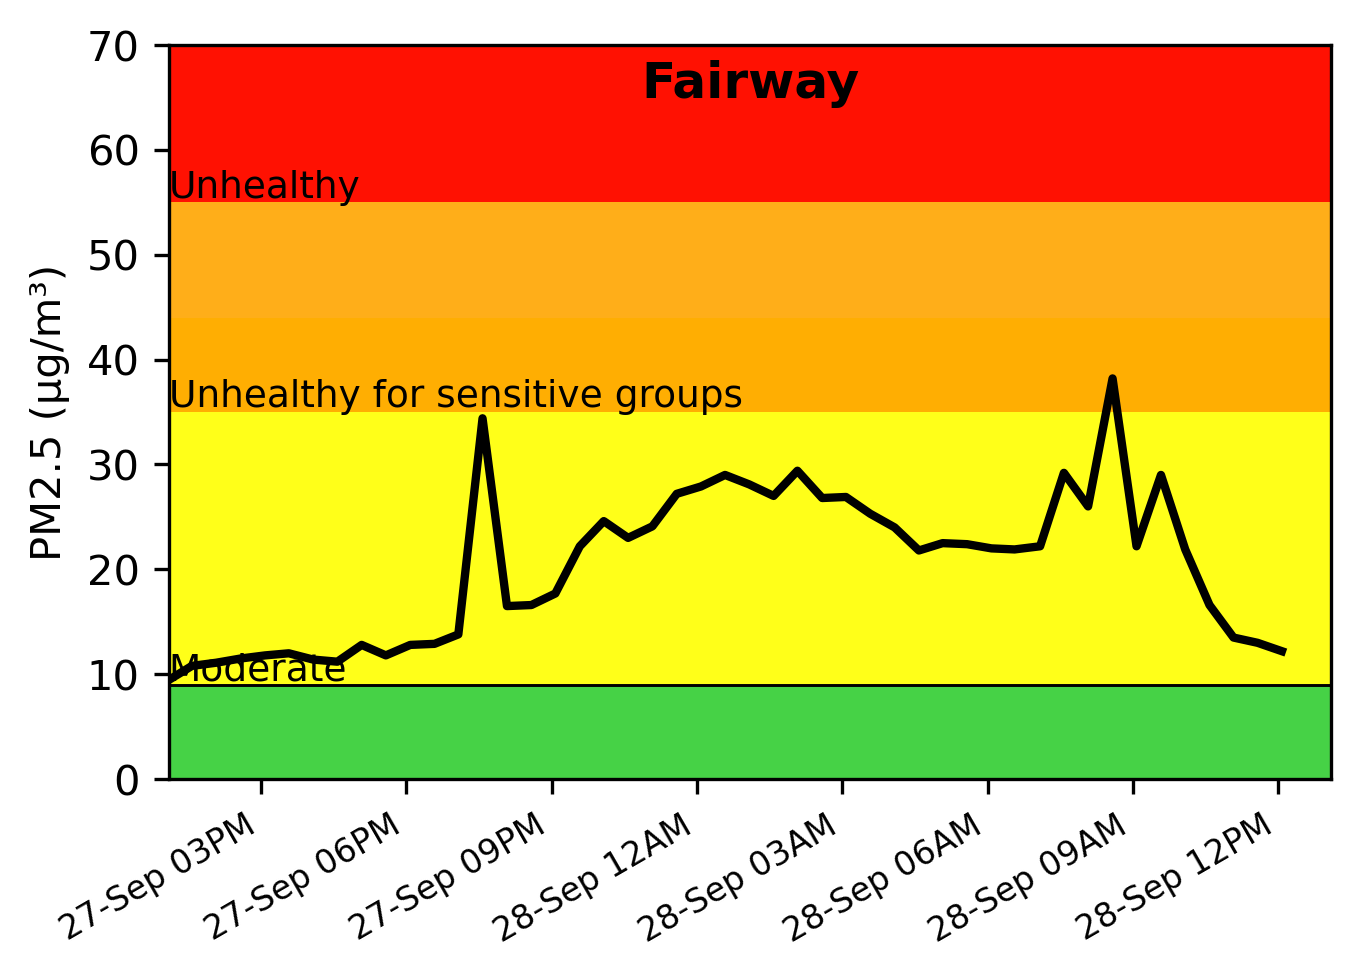 Fairway
70
60
50
40
30
20
10
0
PM2.5 (µg/m³)
Unhealthy
Unhealthy for sensitive groups
Moderate
27-Sep 03PM
27-Sep 06PM
27-Sep 09PM
28-Sep 12AM
28-Sep 03AM
28-Sep 06AM
28-Sep 09AM
28-Sep 12PM